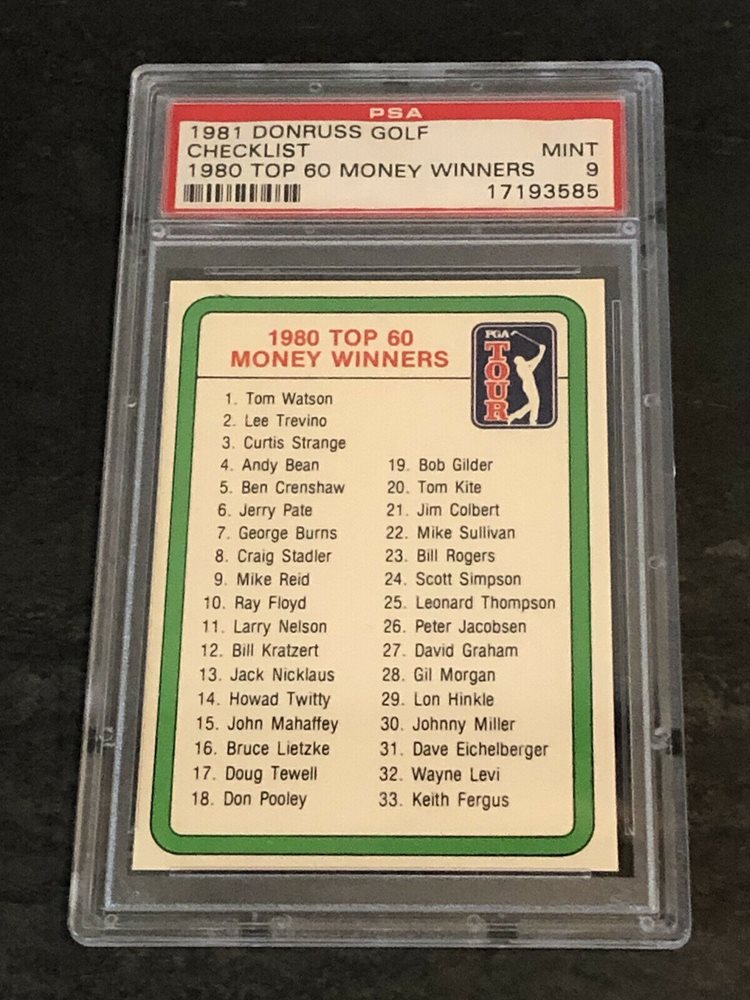 PSA
1981 DONRUSS GOLF
CHECKLIST MINT
1980 TOP 60 MONEY WINNERS 9
17193585
1980 TOP 60
MONEY WINNERS
PGA
TOUR
1. Tom Watson
2. Lee Trevino
3. Curtis Strange
4. Andy Bean
5. Ben Crenshaw
6. Jerry Pate
7. George Burns
8. Craig Stadler
9. Mike Reid
10. Ray Floyd
11. Larry Nelson
12. Bill Kratzert
13. Jack Nicklaus
14. Howad Twitty
15. John Mahaffey
16. Bruce Lietzke
17. Doug Tewell
18. Don Pooley
19. Bob Gilder
20. Tom Kite
21. Jim Colbert
22. Mike Sullivan
23. Bill Rogers
24. Scott Simpson
25. Leonard Thompson
26. Peter Jacobsen
27. David Graham
28. Gil Morgan
29. Lon Hinkle
30. Johnny Miller
31. Dave Eichelberger
32. Wayne Levi
33. Keith Fergus